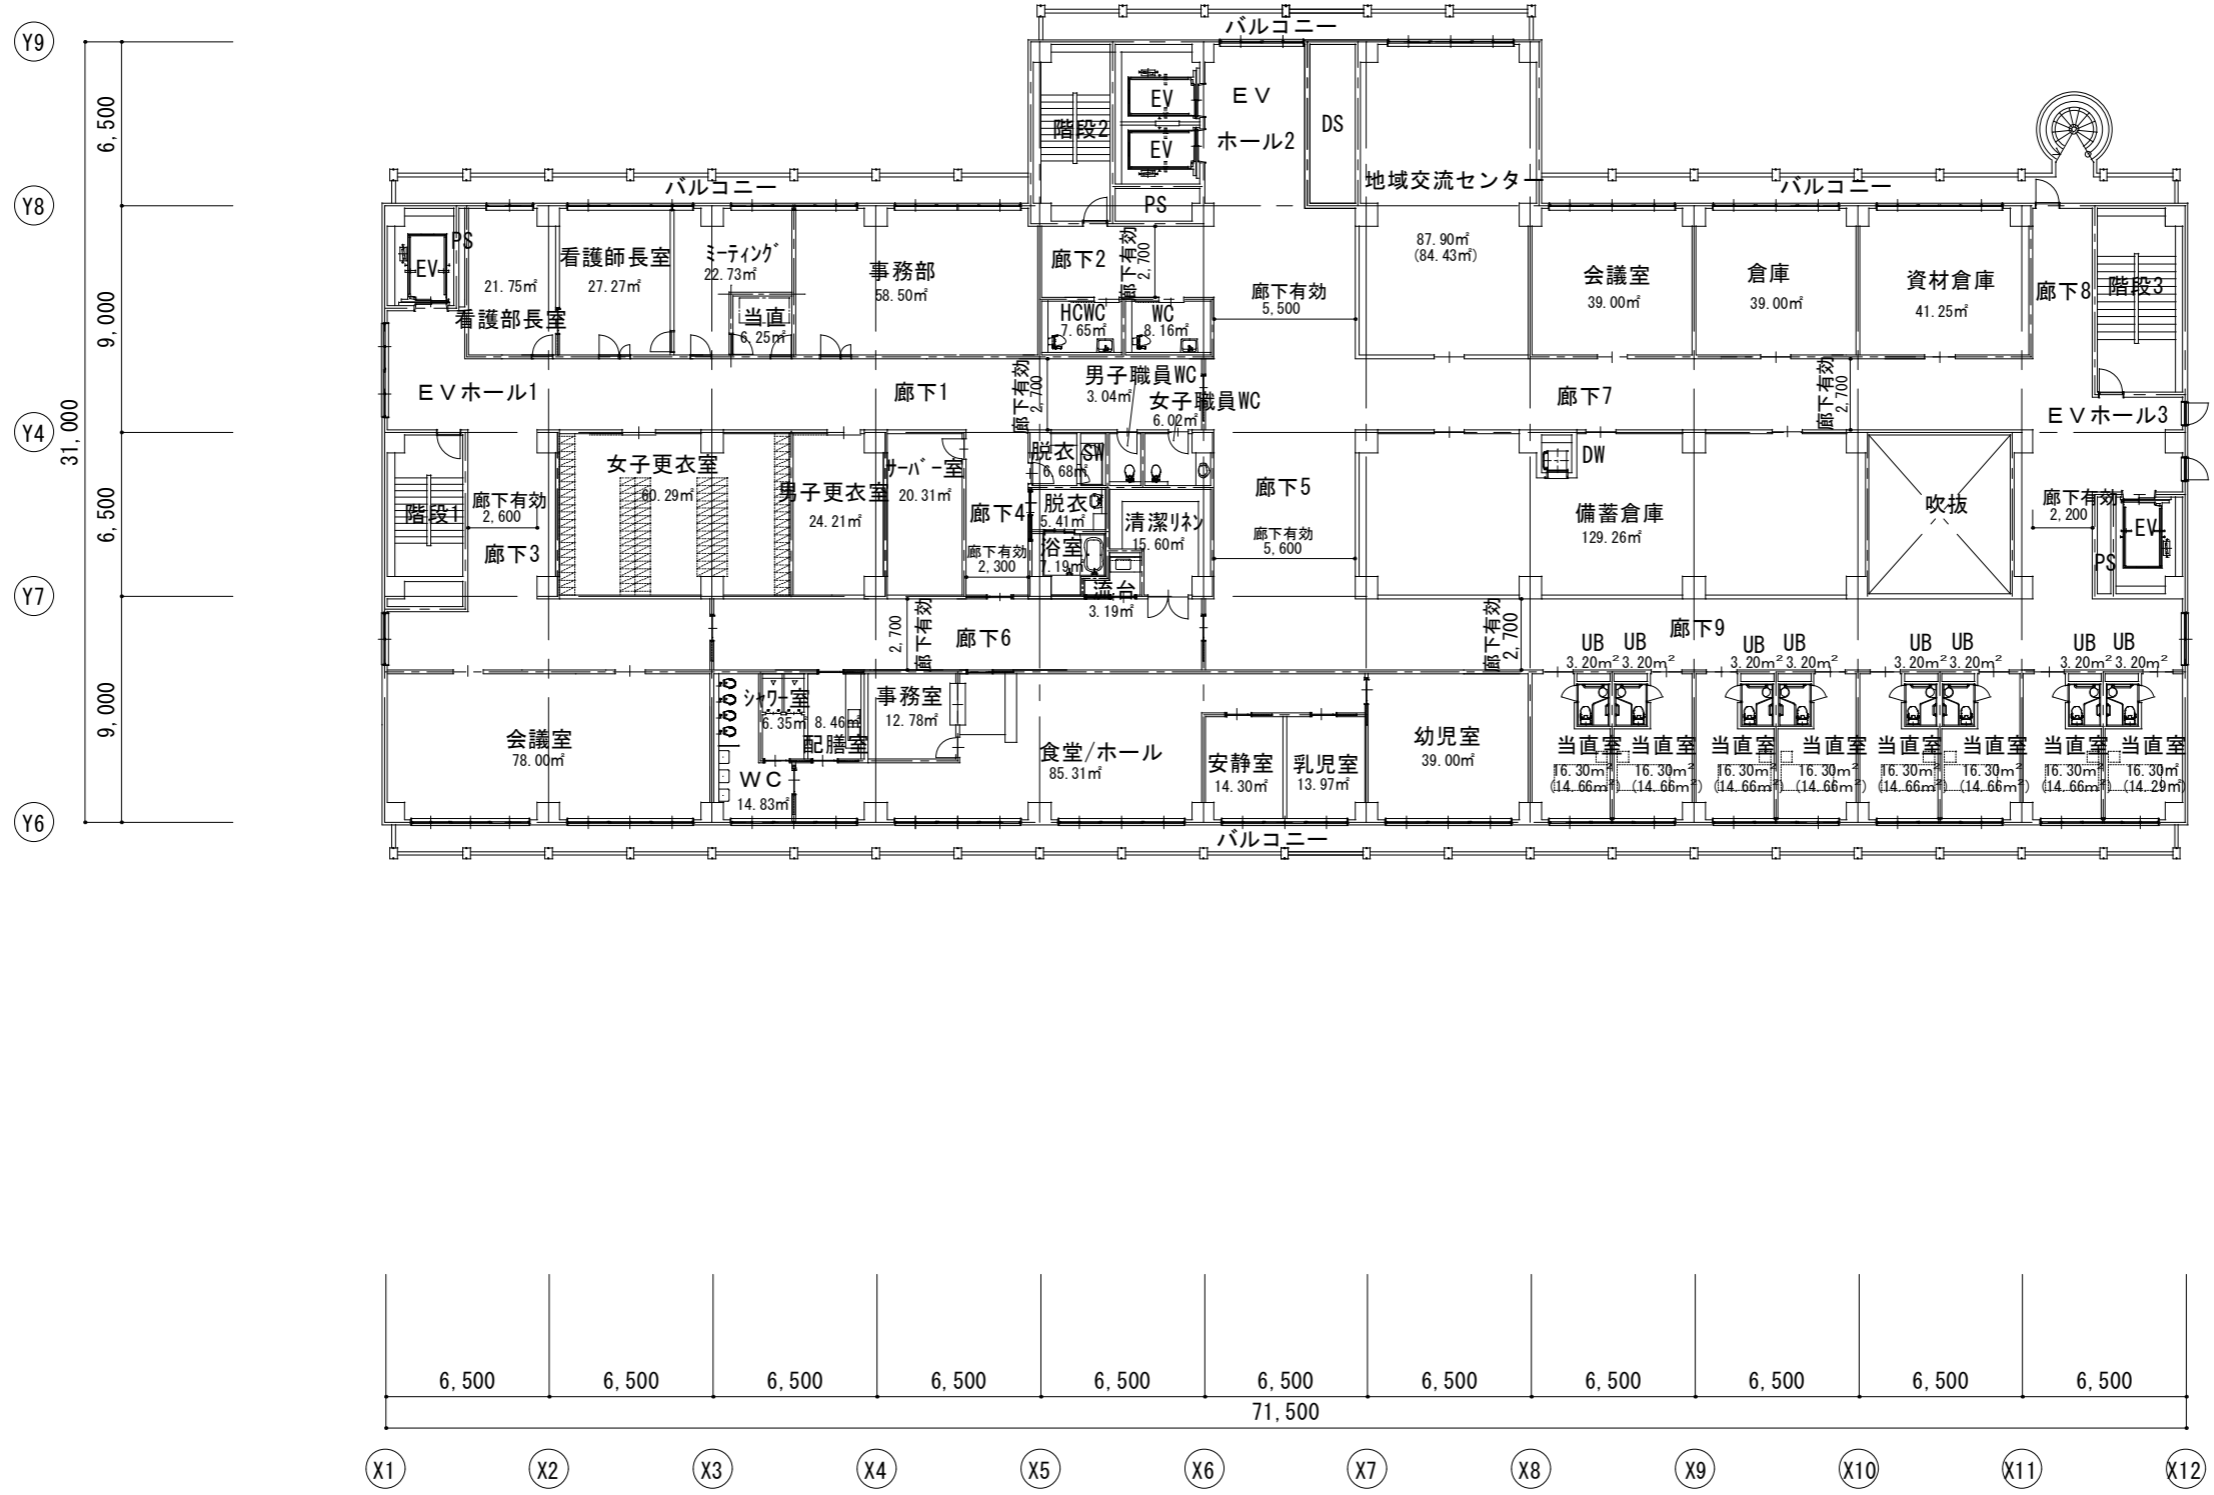 バルコニー
Y9
6,500
EV
EV
ホール2
DS
EV
階段2
地域交流センター
バルコニー
バルコニー
Y8
PS
PS
EV
看護師長室
27.27㎡
21.75㎡
看護部長室
ミーティング
22.73㎡
当直
6.25㎡
事務部
58.50㎡
廊下2
廊下有効
2,700
HCWC
7.65㎡
WC
8.16㎡
廊下有効
5,500
87.90㎡
(84.43㎡)
会議室
39.00㎡
倉庫
39.00㎡
資材倉庫
41.25㎡
廊下8
階段3
9,000
31,000
EVホール1
廊下1
廊下有効
2,700
男子職員WC
3.04㎡
女子職員WC
6.02㎡
廊下7
廊下有効
2,700
EVホール3
Y4
女子更衣室
60.29㎡
男子更衣室
24.21㎡
サーバー室
20.31㎡
脱衣
6.68㎡
SW
脱衣
5.41㎡
浴室
7.19㎡
清潔リネン
15.60㎡
流台
3.19㎡
廊下4
廊下有効
2,300
階段1
廊下有効
2,600
廊下3
廊下5
廊下有効
5,600
DW
備蓄倉庫
129.26㎡
吹抜
廊下有効
2,200
EV
PS
6,500
Y7
2,700
廊下有効
廊下6
廊下有効
2,700
廊下9
UB UB
3.20m² 3.20m²
UB UB
3.20m² 3.20m²
UB UB
3.20m² 3.20m²
UB UB
3.20m² 3.20m²
9,000
会議室
78.00㎡
シャワー室
6.35㎡
8.46㎡
配膳室
WC
14.83㎡
事務室
12.78㎡
食堂/ホール
85.31㎡
安静室
14.30㎡
乳児室
13.97㎡
幼児室
39.00㎡
当直室 当直室
16.30m² 16.30m²
(14.66m²) (14.66m²)
当直室 当直室
16.30m² 16.30m²
(14.66m²) (14.66m²)
当直室 当直室
16.30m² 16.30m²
(14.66m²) (14.66m²)
当直室 当直室
16.30m² 16.30㎡
(14.66m²) (14.29㎡)
Y6
バルコニー
6,500 6,500 6,500 6,500 6,500 6,500 6,500 6,500 6,500 6,500 6,500
71,500
X1 X2 X3 X4 X5 X6 X7 X8 X9 X10 X11 X12